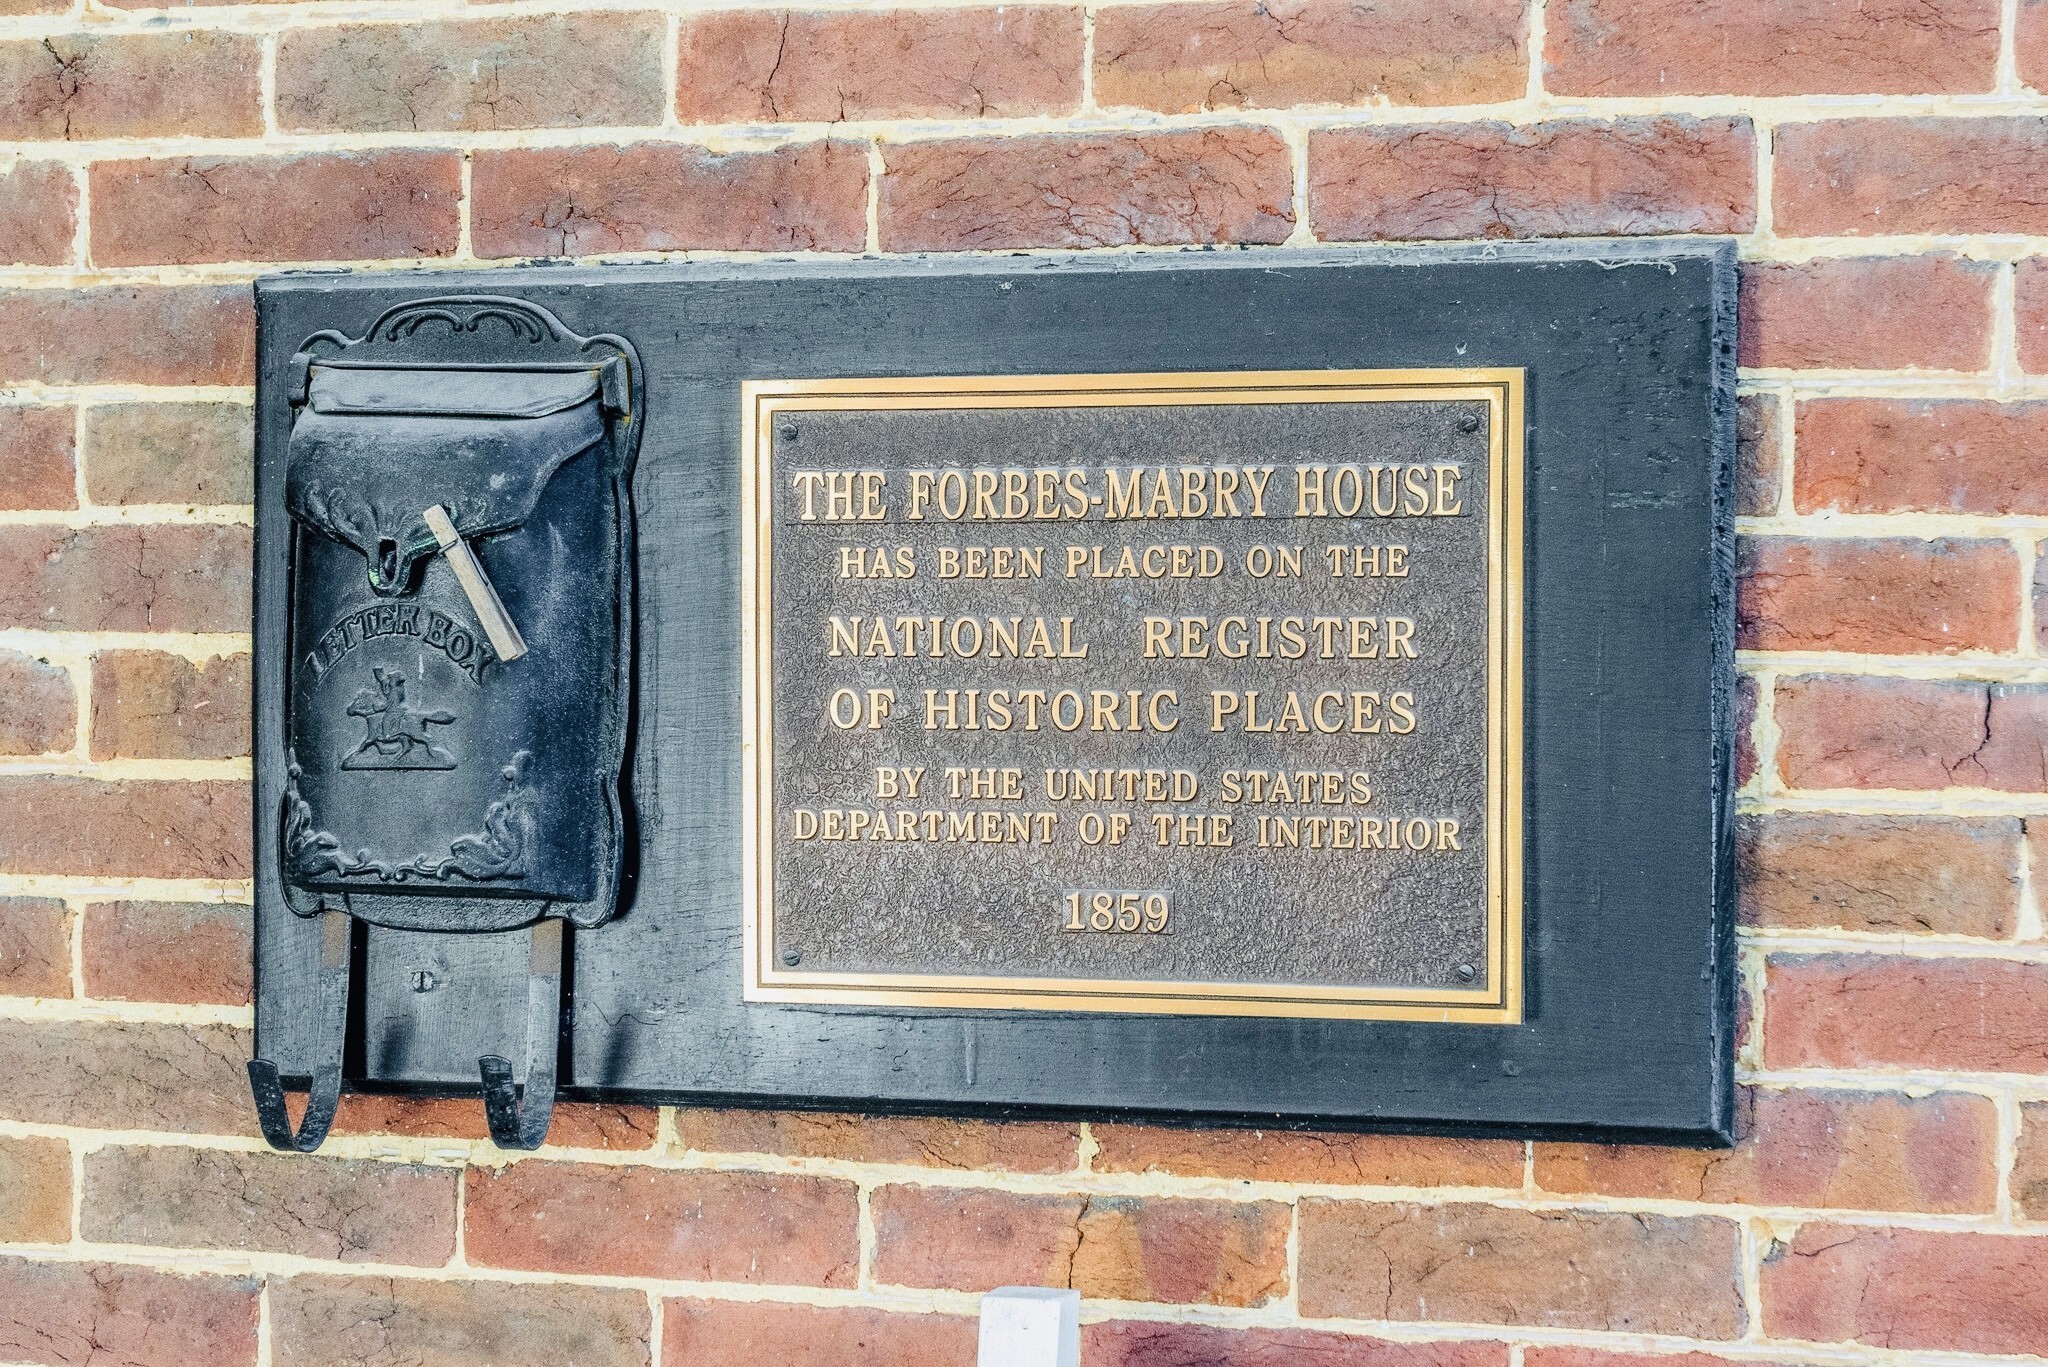 LETTER BOX
THE FORBES-MABRY HOUSE
HAS BEEN PLACED ON THE
NATIONAL REGISTER
OF HISTORIC PLACES
BY THE UNITED STATES
DEPARTMENT OF THE INTERIOR
1859